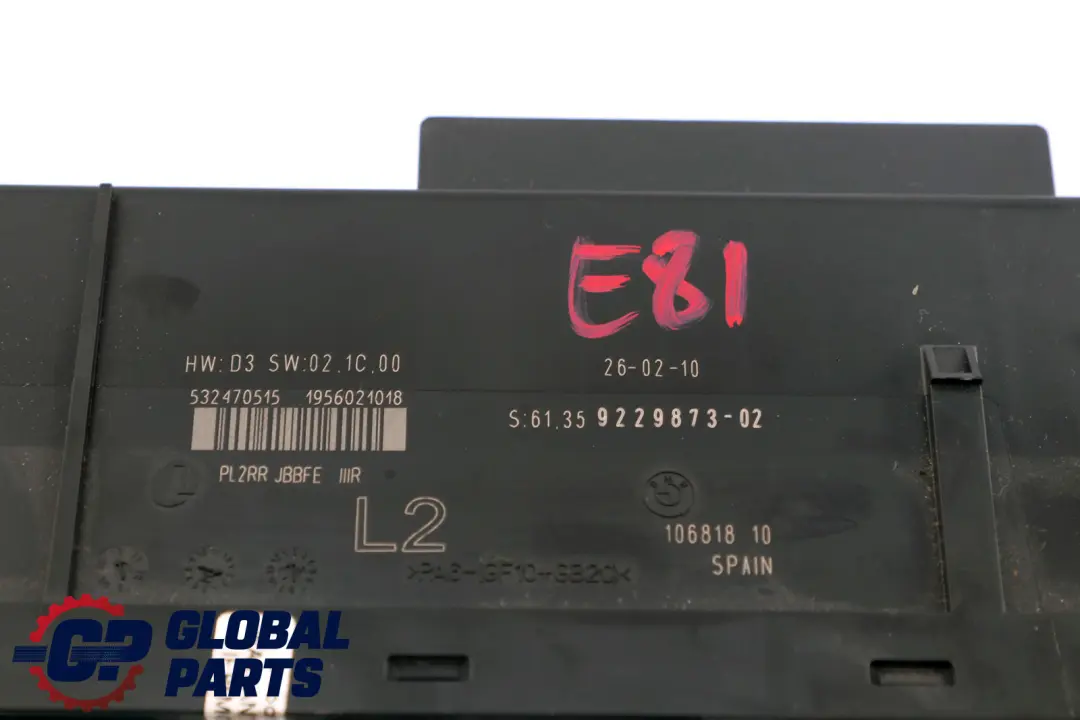 E81
HW: D3 SW:02.1C.00
26-02-10
532470515 1956021018
S:61.35 9229873-02
PL2RR JBBFE IIIR
L2
106818 10
SPAIN
GP GLOBAL
PARTS